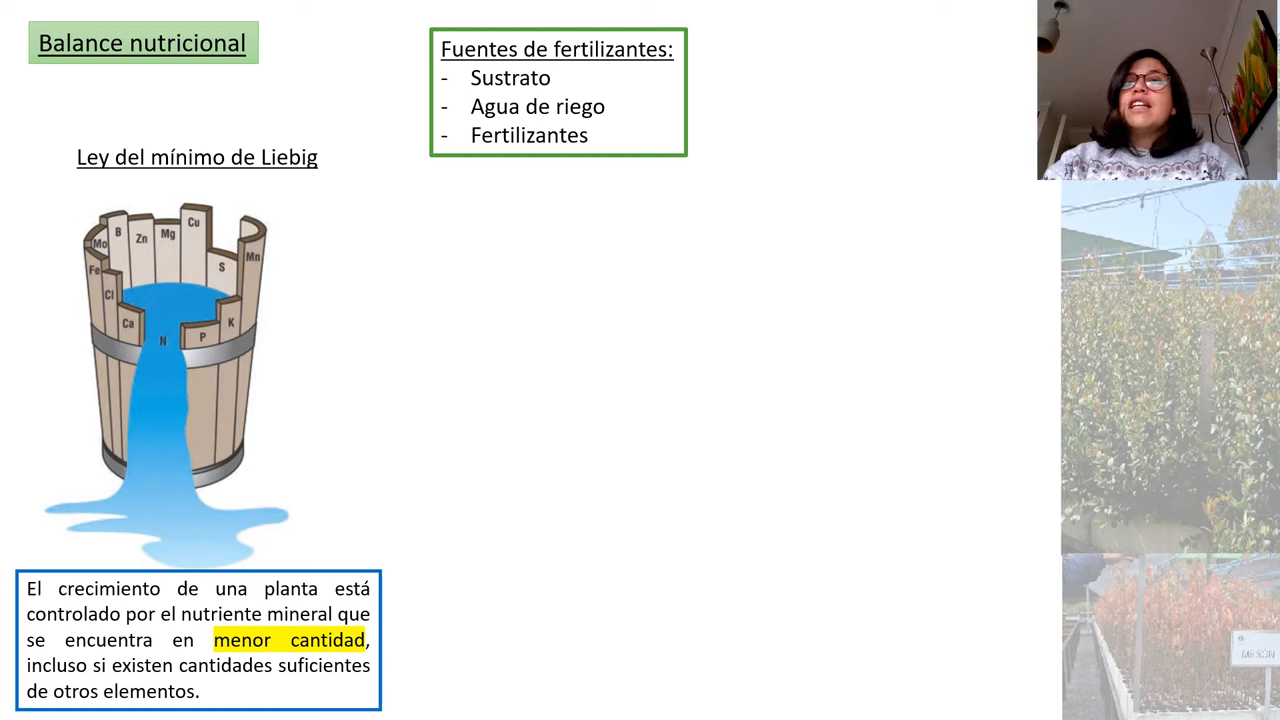 Balance nutricional
Fuentes de fertilizantes:
- Sustrato
- Agua de riego
- Fertilizantes
Ley del mínimo de Liebig
Mo
B
Zn
Mg
Cu
S
Mn
Fe
Cl
Ca
N
P
K
El crecimiento de una planta está
controlado por el nutriente mineral que
se encuentra en menor cantidad,
incluso si existen cantidades suficientes
de otros elementos.
MESÓN